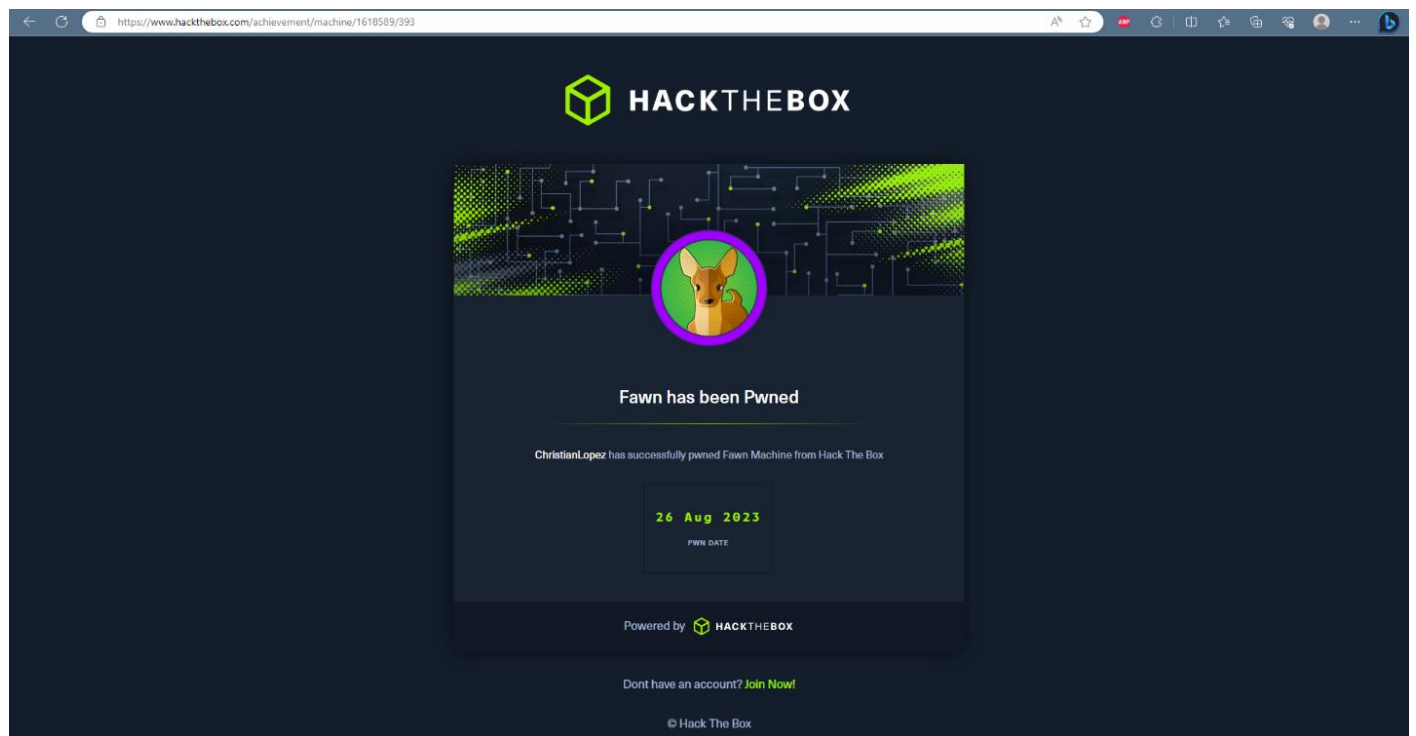 https://www.hackthebox.com/achievement/machine/1618589/393
HACKTHEBOX
Fawn has been Pwned
ChristianLopez has successfully pwned Fawn Machine from Hack The Box
26 Aug 2023
PWN DATE
Powered by HACKTHEBOX
Dont have an account? Join Now!
© Hack The Box